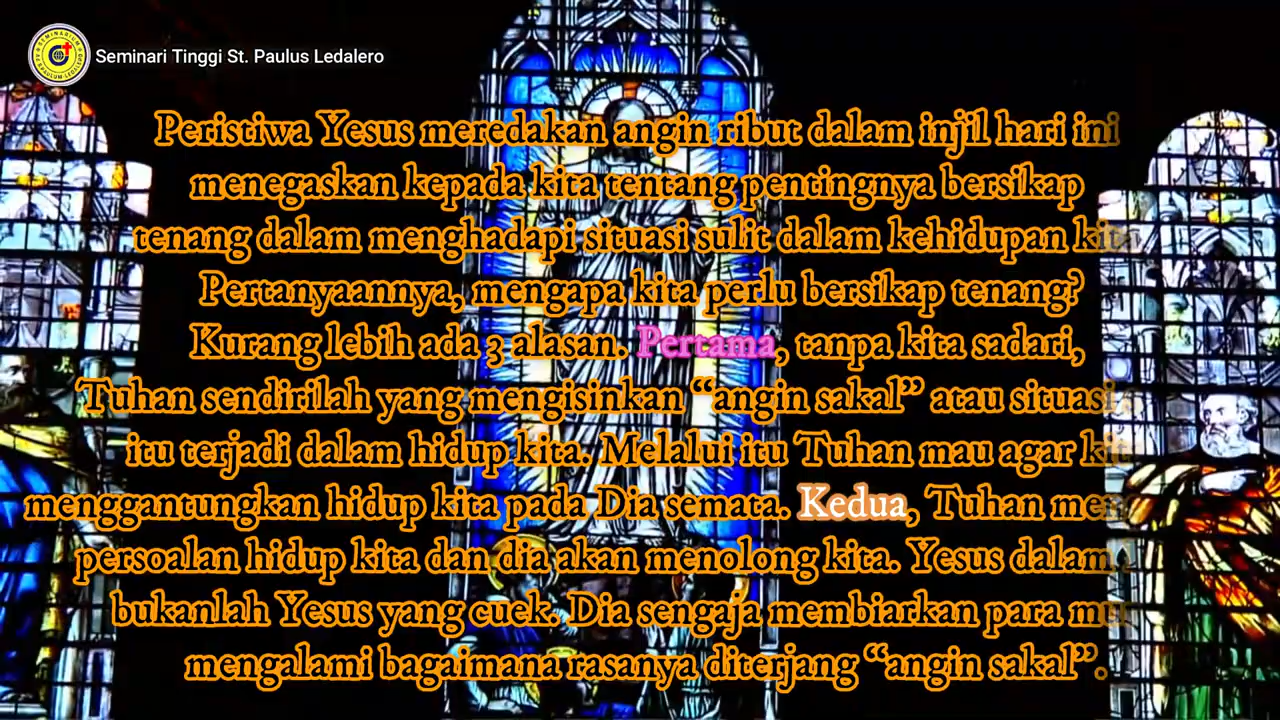 Seminari Tinggi St. Paulus Ledalero
Peristiwa Yesus meredakan angin ribut dalam injil hari ini
menegaskan kepada kita tentang pentingnya bersikap
tenang dalam menghadapi situasi sulit dalam kehidupan kita
Pertanyaannya, mengapa kita perlu bersikap tenang?
Kurang lebih ada 3 alasan. Pertama, tanpa kita sadari,
Tuhan sendirilah yang mengisinkan “angin sakal” atau situasi
itu terjadi dalam hidup kita. Melalui itu Tuhan mau agar kita
menggantungkan hidup kita pada Dia semata. Kedua, Tuhan
persoalan hidup kita dan dia akan menolong kita. Yesus dalam
bukanlah Yesus yang cuek. Dia sengaja membiarkan para
mengalami bagaimana rasanya diterjang “angin sakal”.